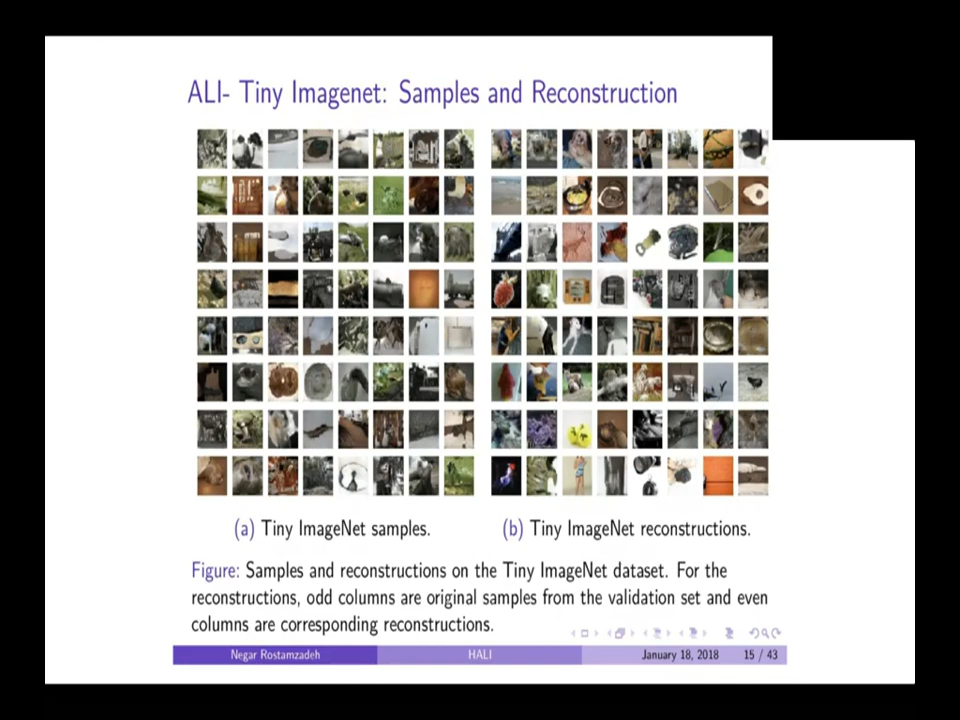 ALI- Tiny Imagenet: Samples and Reconstruction
(a) Tiny ImageNet samples.
(b) Tiny ImageNet reconstructions.
Figure: Samples and reconstructions on the Tiny ImageNet dataset. For the
reconstructions, odd columns are original samples from the validation set and even
columns are corresponding reconstructions.
Negar Rostamzadeh
HALI
January 18, 2018
15 / 43